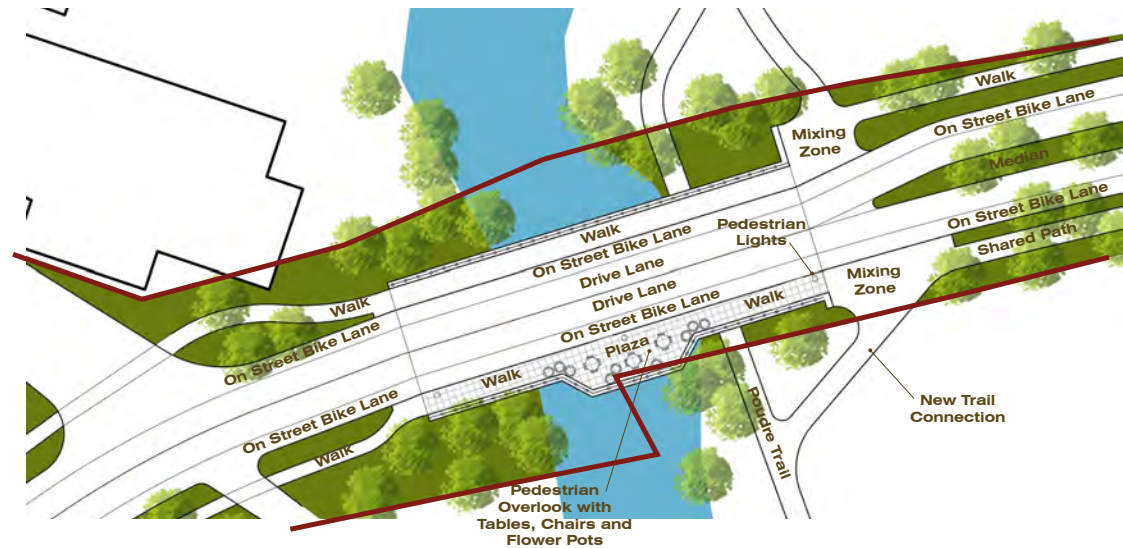 Walk
On Street Bike Lane
Mixing
Zone
Median
On Street Bike Lane
Walk
Pedestrian
Lights
Shared Path
On Street Bike Lane
Drive Lane
Mixing
Zone
Drive Lane
Walk
Walk
On Street Bike Lane
Plaza
On Street Bike Lane
Walk
New Trail
Connection
On Street Bike Lane
Poudre Trail
Walk
Pedestrian
Overlook with
Tables, Chairs and
Flower Pots